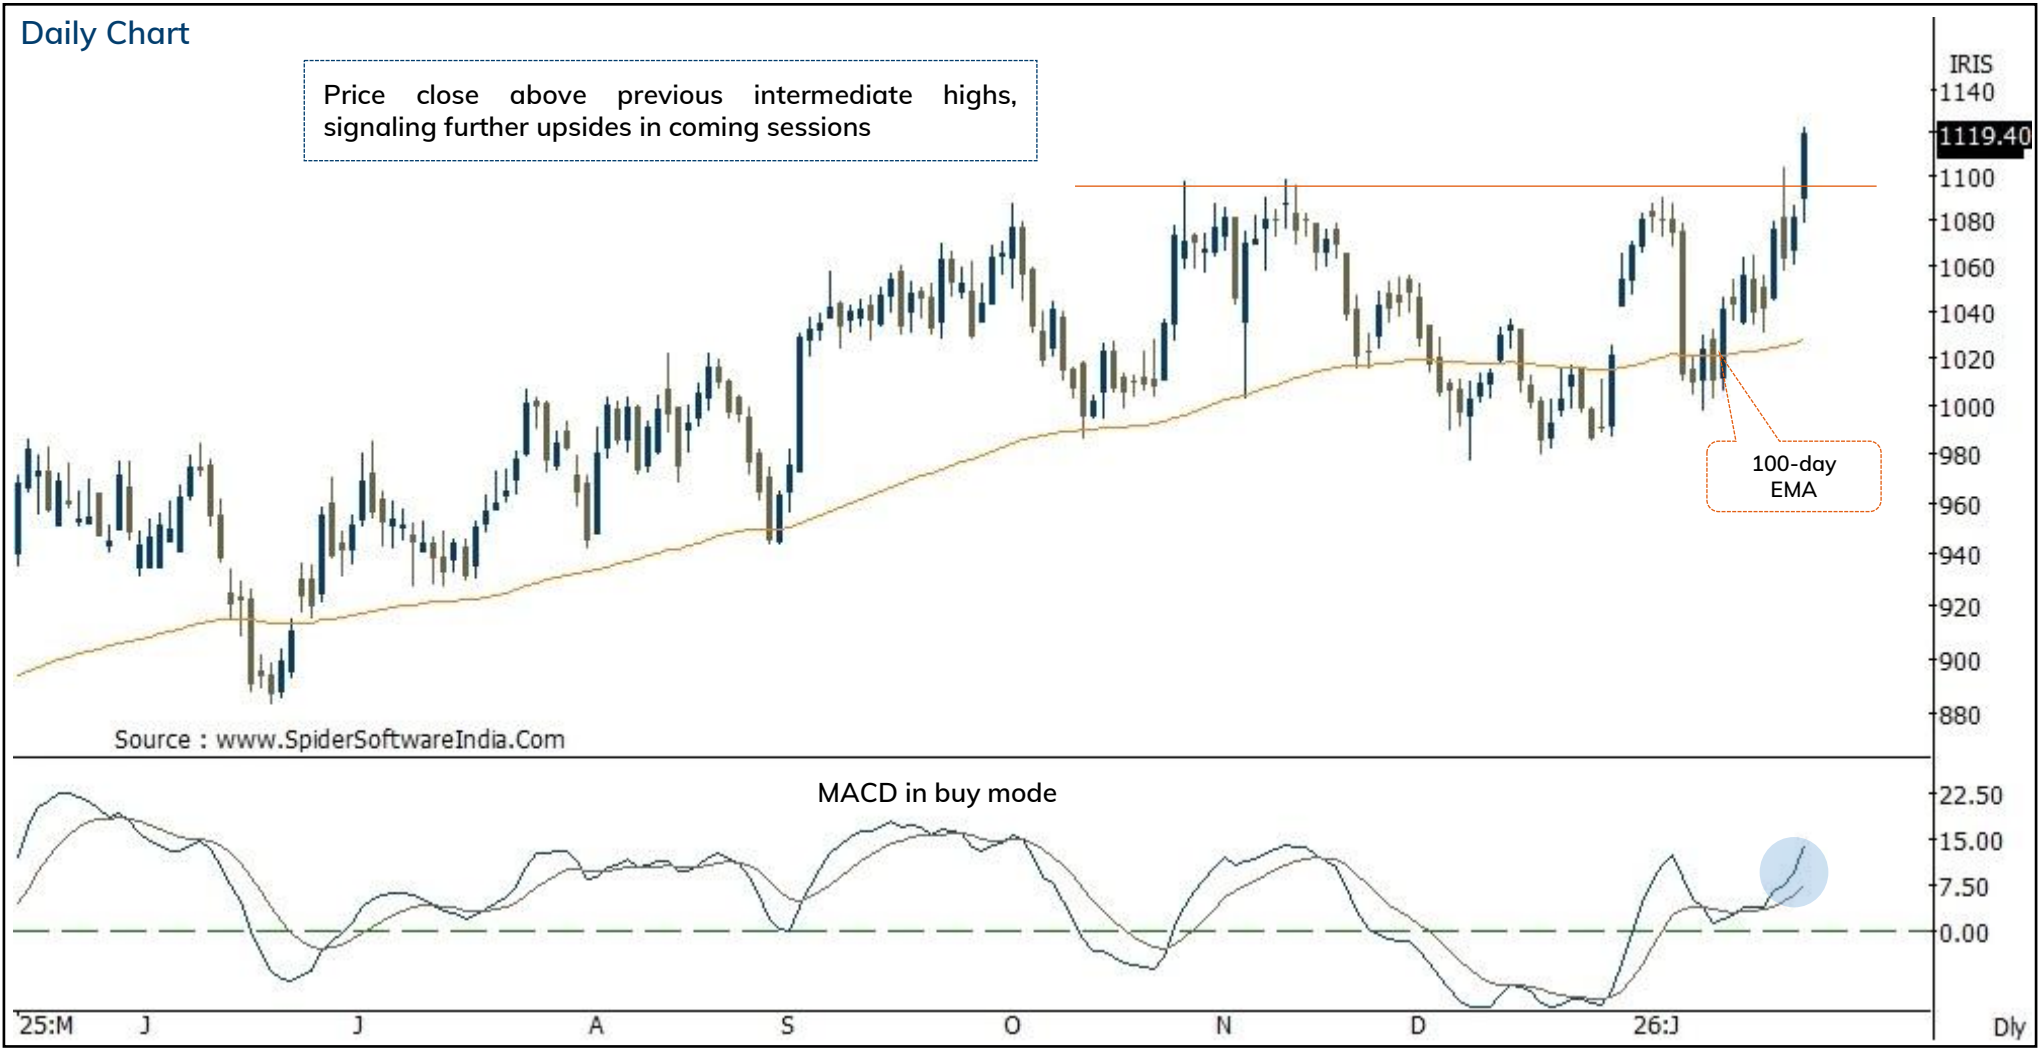 Daily Chart
Price close above previous intermediate highs,
signaling further upsides in coming sessions
IRIS
1140
1119.40
1100
1080
1060
1040
1020
1000
980
960
940
920
900
880
100-day
EMA
Source : www.SpiderSoftwareIndia.Com
MACD in buy mode
22.50
15.00
7.50
0.00
25:M J J A S O N D 26:J Dly